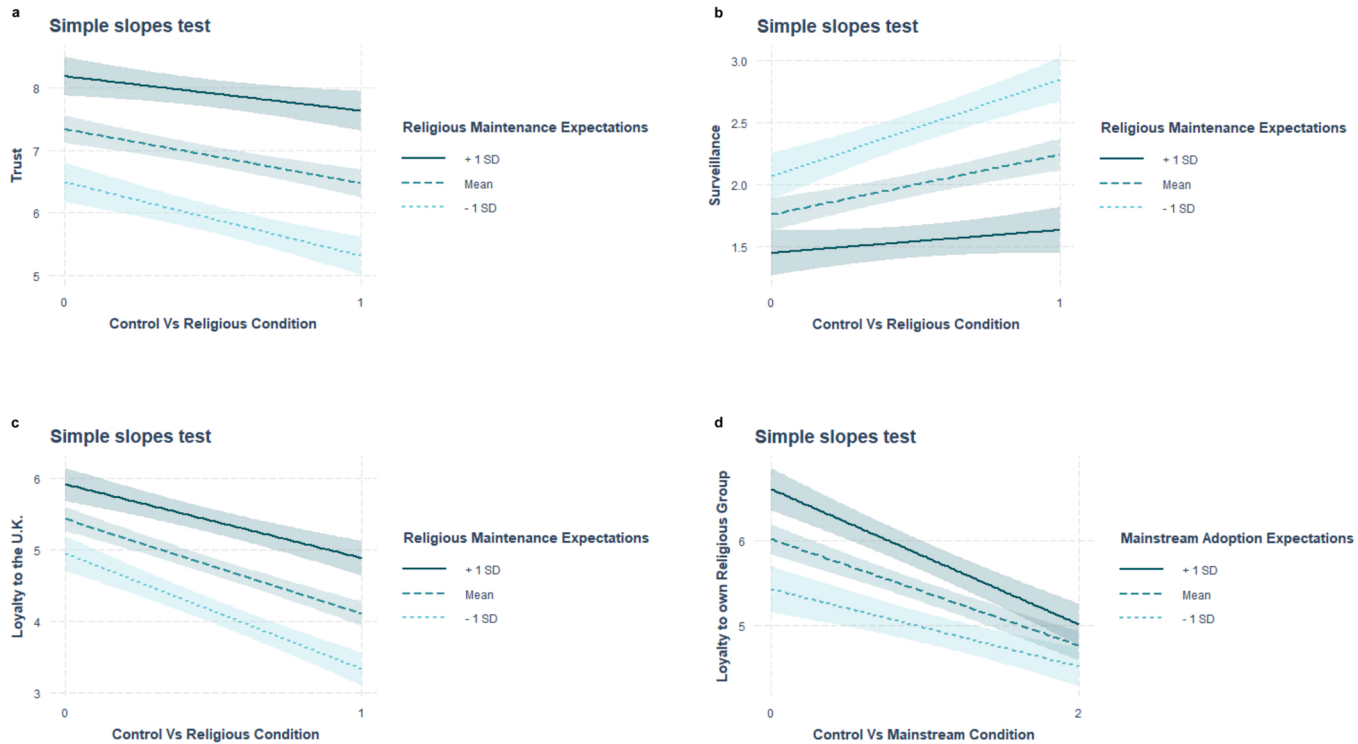 a
Simple slopes test
Trust
8
7
6
5
0
1
Control Vs Religious Condition
Religious Maintenance Expectations
+ 1 SD
Mean
- 1 SD
b
Simple slopes test
Surveillance
3.0
2.5
2.0
1.5
0
1
Control Vs Religious Condition
Religious Maintenance Expectations
+ 1 SD
Mean
- 1 SD
c
Simple slopes test
Loyalty to the U.K.
6
5
4
3
0
1
Control Vs Religious Condition
Religious Maintenance Expectations
+ 1 SD
Mean
- 1 SD
d
Simple slopes test
Loyalty to own Religious Group
6
5
0
2
Control Vs Mainstream Condition
Mainstream Adoption Expectations
+ 1 SD
Mean
- 1 SD